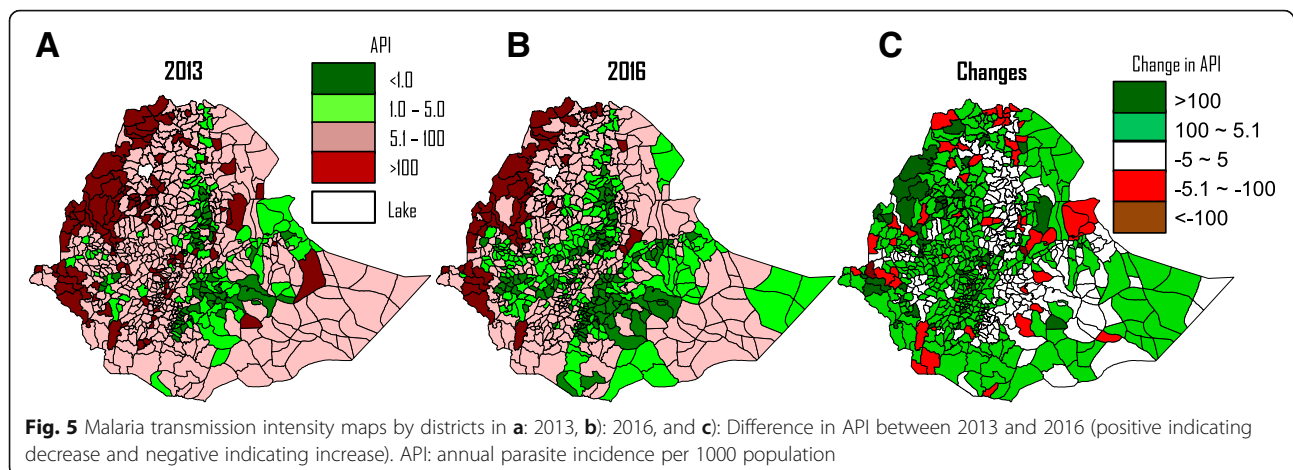 A
2013
API
<1.0
1.0 – 5.0
5.1 – 100
>100
Lake
B
2016
C
Changes
Change in API
>100
100 ~ 5.1
-5 ~ 5
-5.1 ~ -100
<-100
Fig. 5 Malaria transmission intensity maps by districts in a: 2013, b): 2016, and c): Difference in API between 2013 and 2016 (positive indicating
decrease and negative indicating increase). API: annual parasite incidence per 1000 population